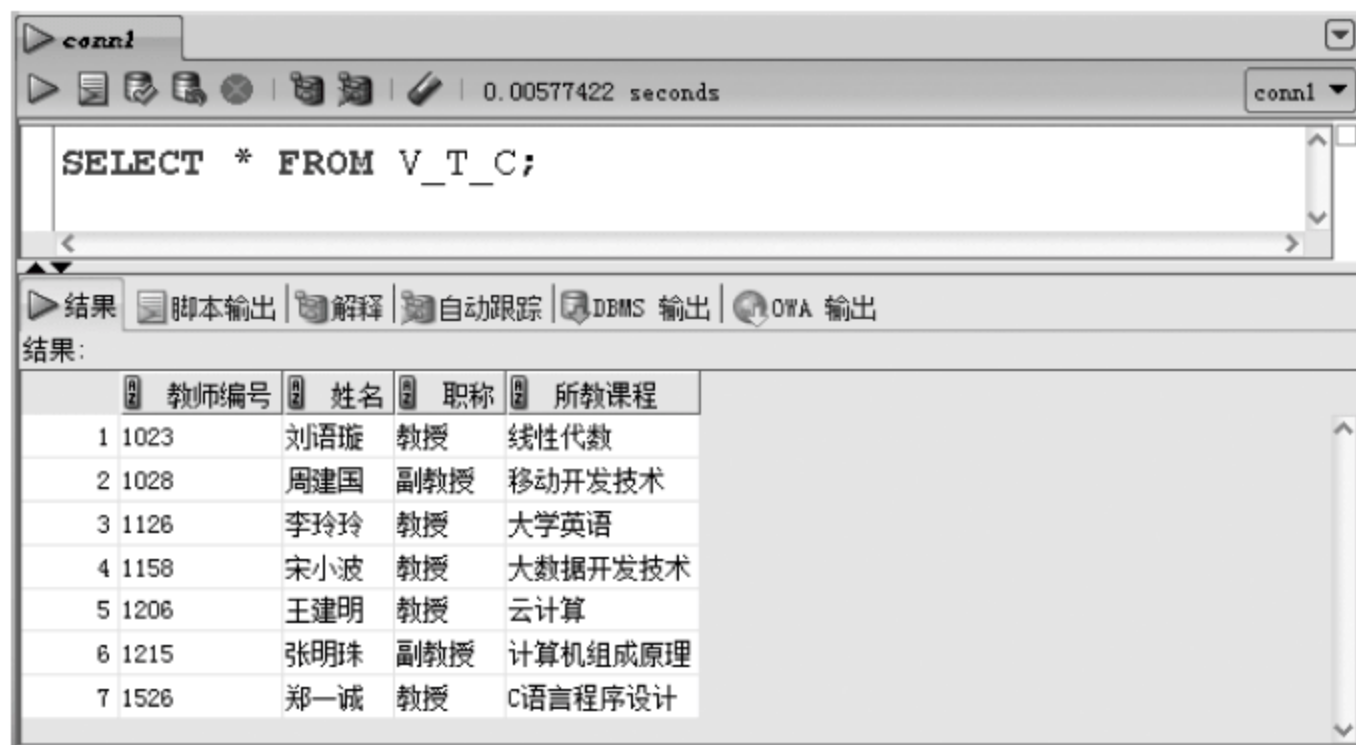 conn1
0.00577422 seconds conn1
SELECT * FROM V_T_C;
结果 脚本输出 解释 自动跟踪 DBMS 输出 OWA 输出
结果:
教师编号 姓名 职称 所教课程
1 1023 刘语璇 教授 线性代数
2 1028 周建国 副教授 移动开发技术
3 1126 李玲玲 教授 大学英语
4 1158 宋小波 教授 大数据开发技术
5 1206 王建明 教授 云计算
6 1215 张明珠 副教授 计算机组成原理
7 1526 郑一诚 教授 C语言程序设计